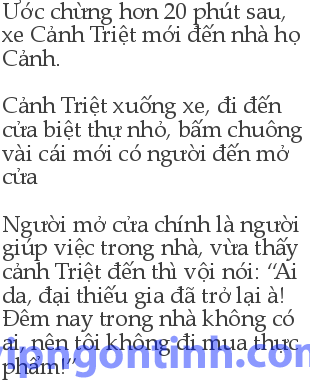 Ước chừng hơn 20 phút sau,
xe Cảnh Triệt mới đến nhà họ
Cảnh.
Cảnh Triệt xuống xe, đi đến
cửa biệt thự nhỏ, bấm chuông
vài cái mới có người đến mở
cửa
Người mở cửa chính là người
giúp việc trong nhà, vừa thấy
cảnh Triệt đến thì vội nói: “Ai
da, đại thiếu gia đã trở lại à!
Đêm nay trong nhà không có
ai, nên tôi không đi mua thực
phẩm!”
vipngontinh.com